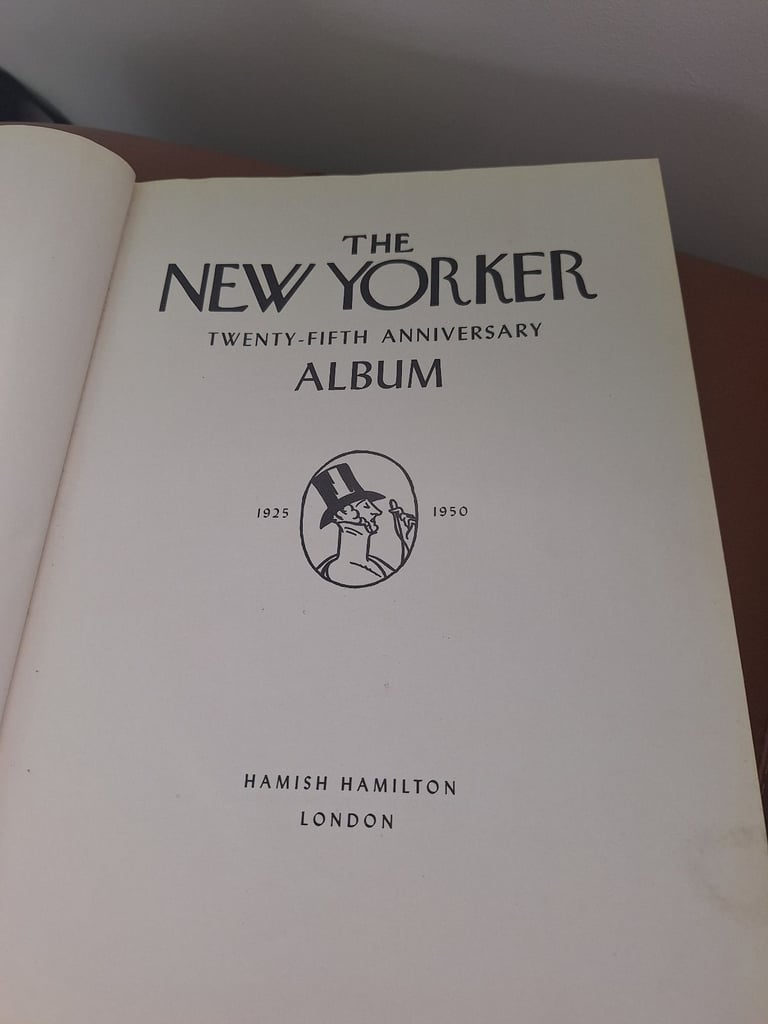 THE
NEW YORKER
TWENTY-FIFTH ANNIVERSARY
ALBUM
1925 1950
HAMISH HAMILTON
LONDON